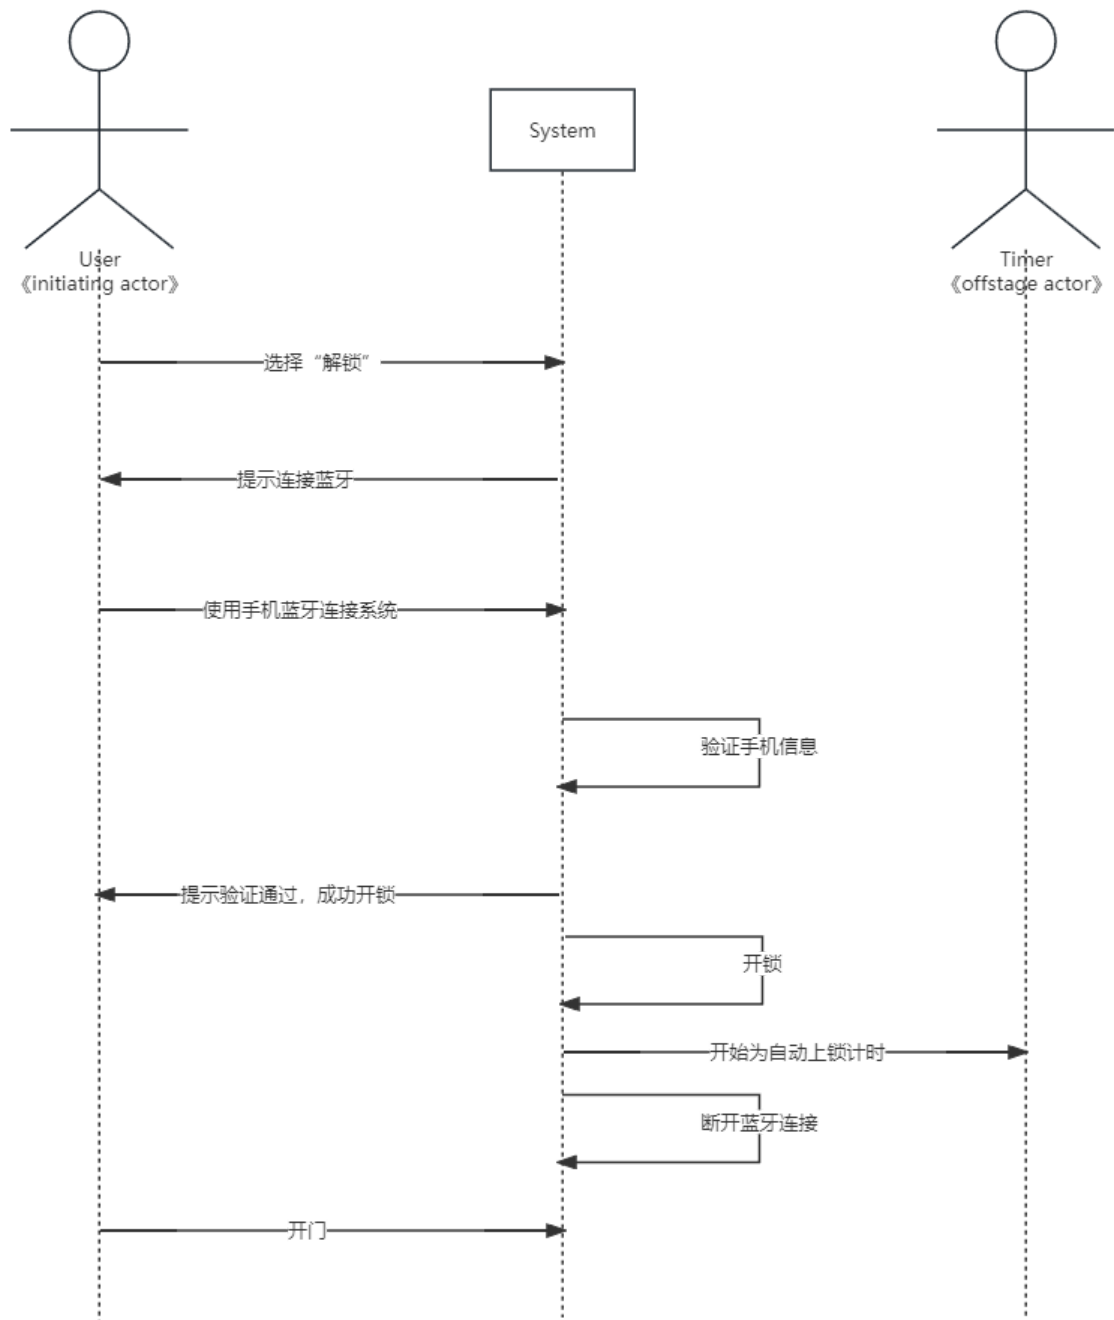 System
User
《initiating actor》
Timer
《offstage actor》
选择“解锁”
提示连接蓝牙
使用手机蓝牙连接系统
验证手机信息
提示验证通过，成功开锁
开锁
开始为自动上锁计时
断开蓝牙连接
开门